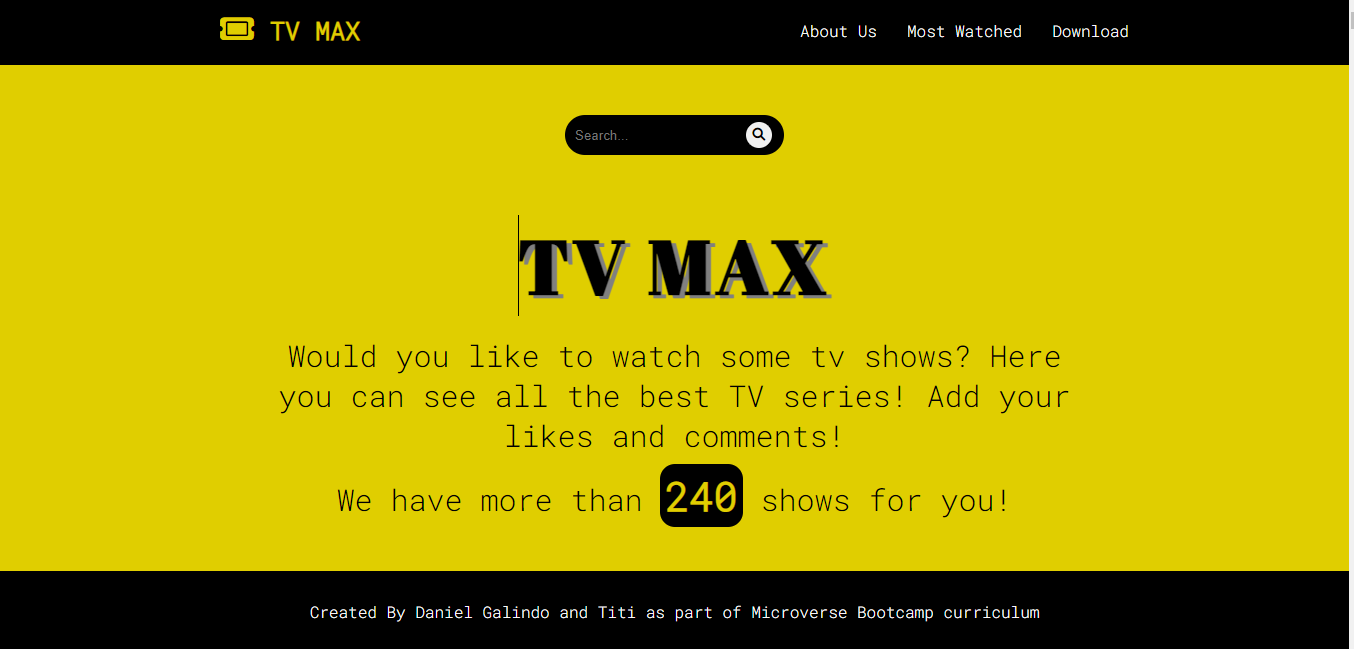 TV MAX
About Us Most Watched Download
Search...
TV MAX
Would you like to watch some tv shows? Here
you can see all the best TV series! Add your
likes and comments!
We have more than 240 shows for you!
Created By Daniel Galindo and Titi as part of Microverse Bootcamp curriculum